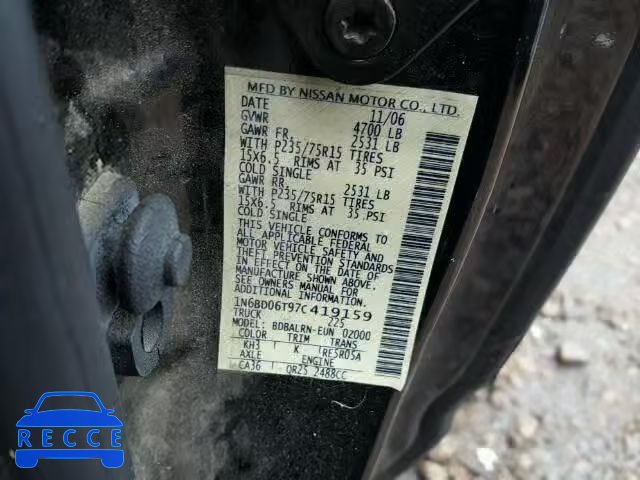 MFD BY NISSAN MOTOR CO., LTD.
DATE 11/06
GVWR 4700 LB
GAWR FR. 2531 LB
WITH P235/75R15 TIRES
15X6.5 RIMS AT 35 PSI
COLD SINGLE
GAWR RR. 2531 LB
WITH P235/75R15 TIRES
15X6.5 RIMS AT 35 PSI
COLD SINGLE
THIS VEHICLE CONFORMS TO
ALL APPLICABLE FEDERAL
MOTOR VEHICLE SAFETY AND
THEFT PREVENTION STANDARDS
IN EFFECT ON THE DATE OF
MANUFACTURE SHOWN ABOVE.
SEE OWNERS MANUAL FOR
ADDITIONAL INFORMATION.
1N6BD06T97C419159
TRUCK 225
MODEL: BDBALRN-EUN 02000
COLOR TRIM TRANS
KH3 K RE5R05A
AXLE ENGINE
CA36 QR25 2488CC
RECCE